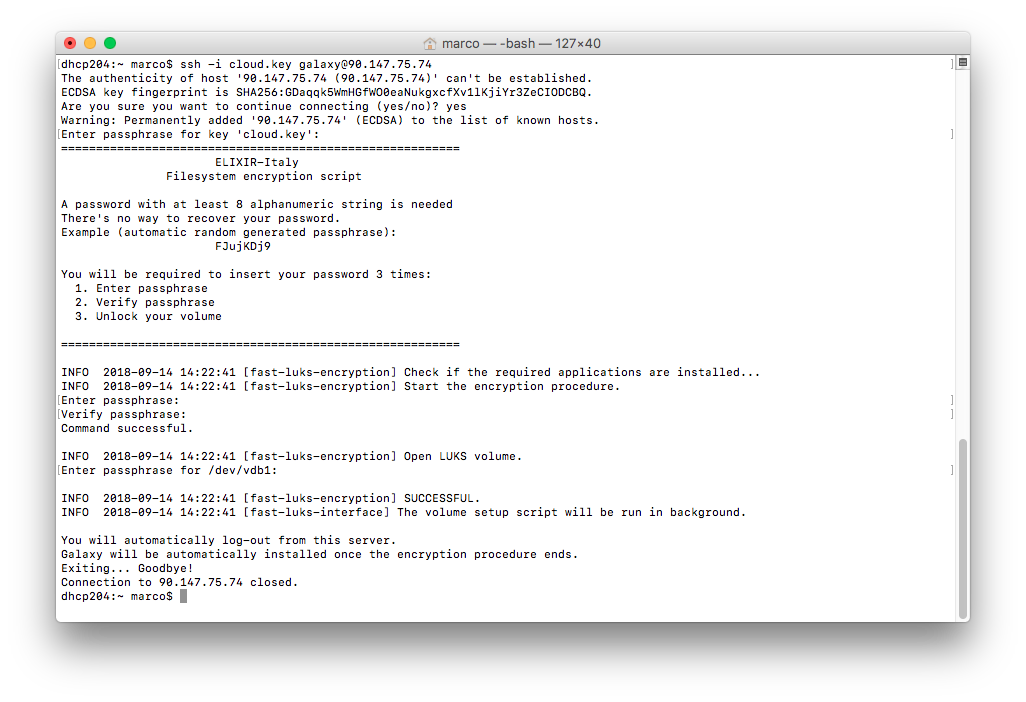 marco — -bash — 127×40
[dhcp204:~ marco$ ssh -i cloud.key galaxy@90.147.75.74 ]
The authenticity of host '90.147.75.74 (90.147.75.74)' can't be established.
ECDSA key fingerprint is SHA256:GDaqqk5WmHGfWO0eaNukgxcfXv1lKjiYr3ZeCIODCBQ.
Are you sure you want to continue connecting (yes/no)? yes
Warning: Permanently added '90.147.75.74' (ECDSA) to the list of known hosts.
[Enter passphrase for key 'cloud.key': ]
=========================================================
ELIXIR-Italy
Filesystem encryption script
A password with at least 8 alphanumeric string is needed
There's no way to recover your password.
Example (automatic random generated passphrase):
FJujKDj9
You will be required to insert your password 3 times:
1. Enter passphrase
2. Verify passphrase
3. Unlock your volume
=========================================================
INFO  2018-09-14 14:22:41 [fast-luks-encryption] Check if the required applications are installed...
INFO  2018-09-14 14:22:41 [fast-luks-encryption] Start the encryption procedure.
[Enter passphrase: ]
[Verify passphrase: ]
Command successful.
INFO  2018-09-14 14:22:41 [fast-luks-encryption] Open LUKS volume.
[Enter passphrase for /dev/vdb1: ]
INFO  2018-09-14 14:22:41 [fast-luks-encryption] SUCCESSFUL.
INFO  2018-09-14 14:22:41 [fast-luks-interface] The volume setup script will be run in background.
You will automatically log-out from this server.
Galaxy will be automatically installed once the encryption procedure ends.
Exiting... Goodbye!
Connection to 90.147.75.74 closed.
dhcp204:~ marco$